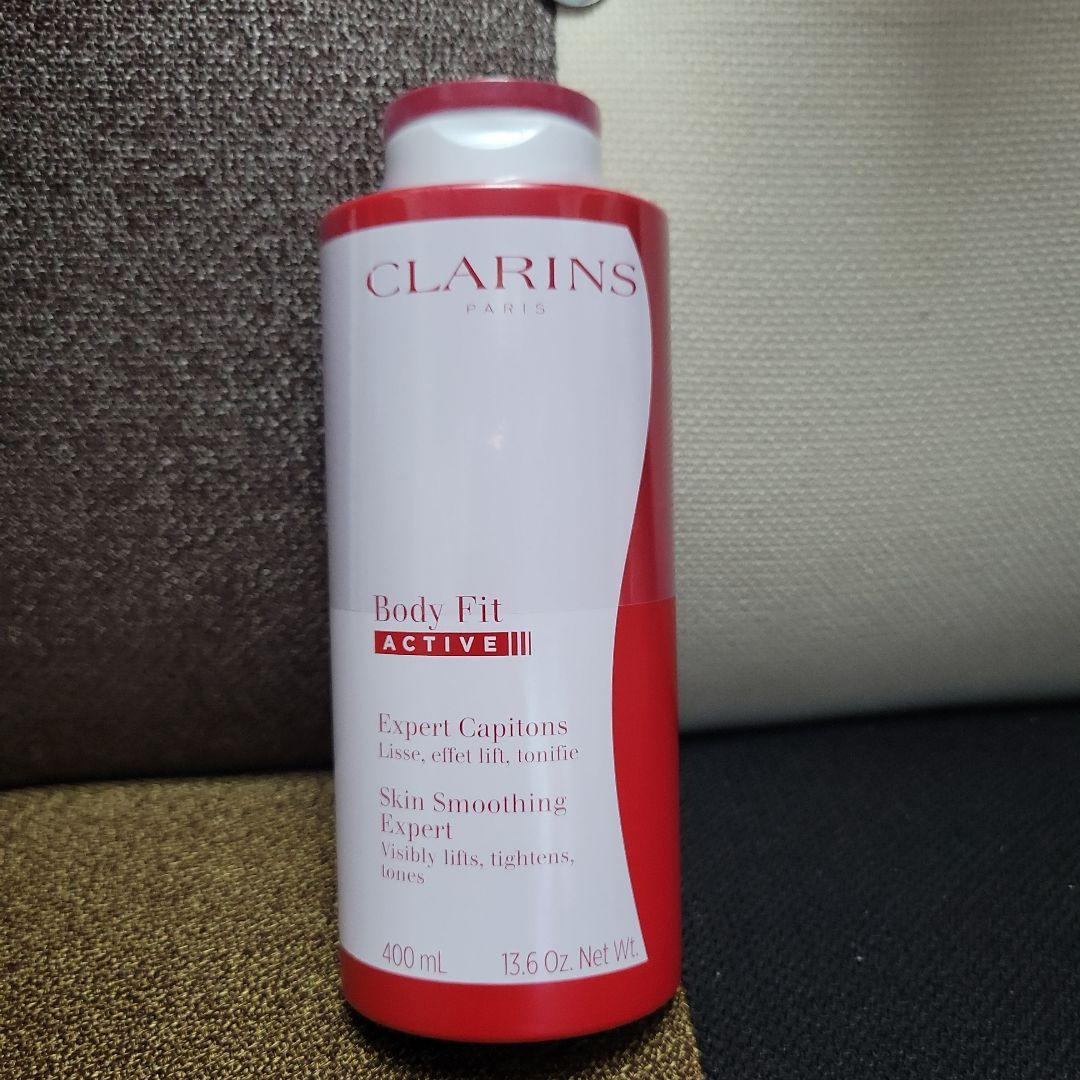 CLARINS
PARIS
Body Fit
ACTIVE
Expert Capitons
Lisse, effet lift, tonifie
Skin Smoothing
Expert
Visibly lifts, tightens,
tones
400 mL 13.6 Oz. Net Wt.